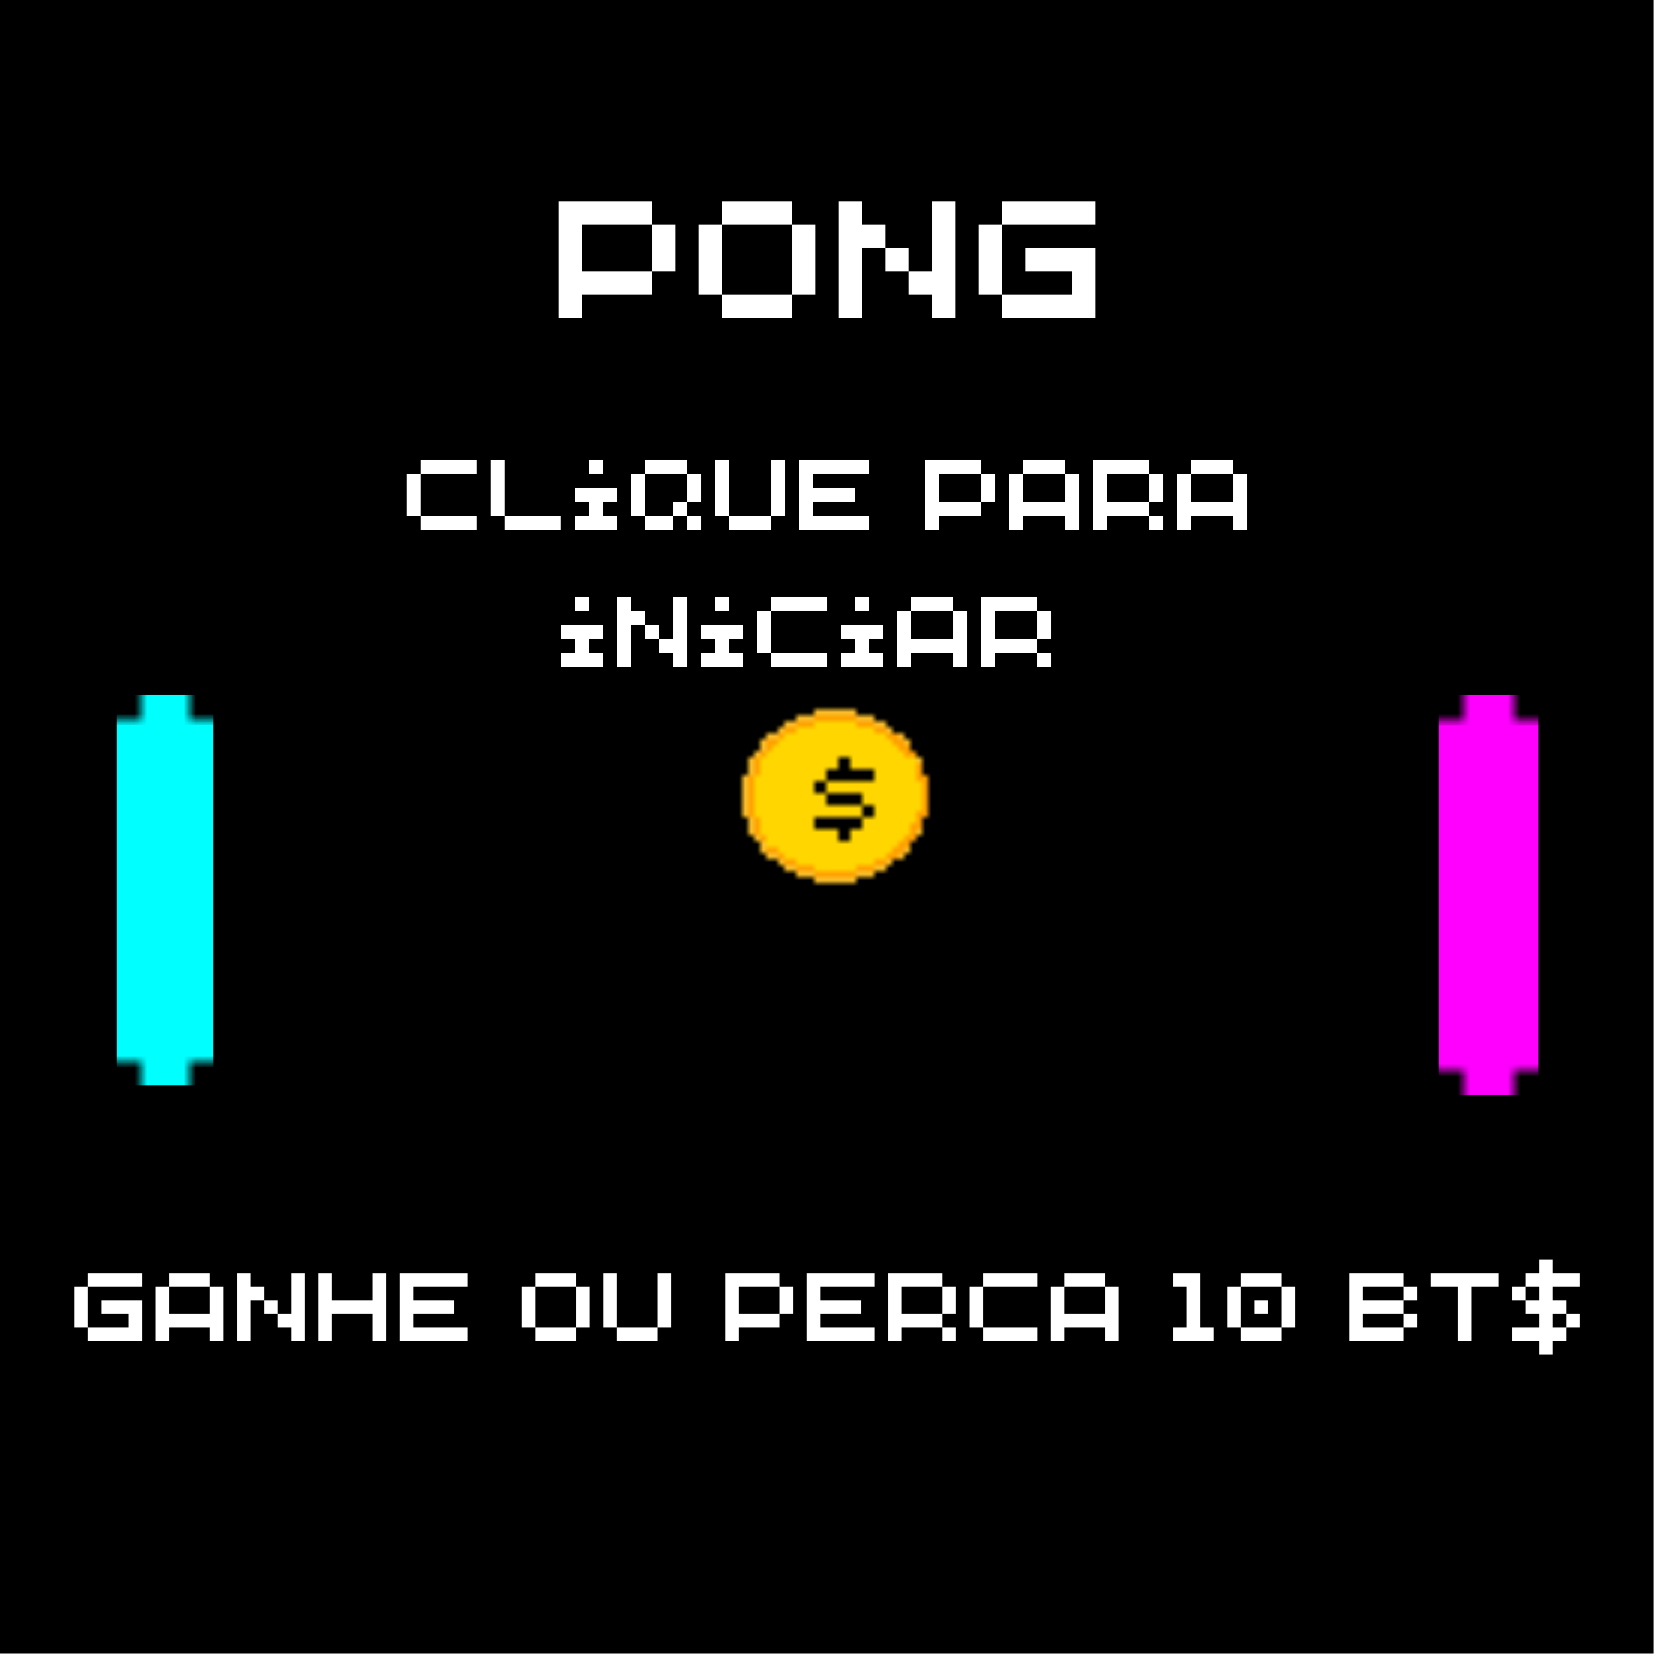 PONG
CLiQUE PARA
iNiCiAR
$
GANHE OU PERCA 10 BT$